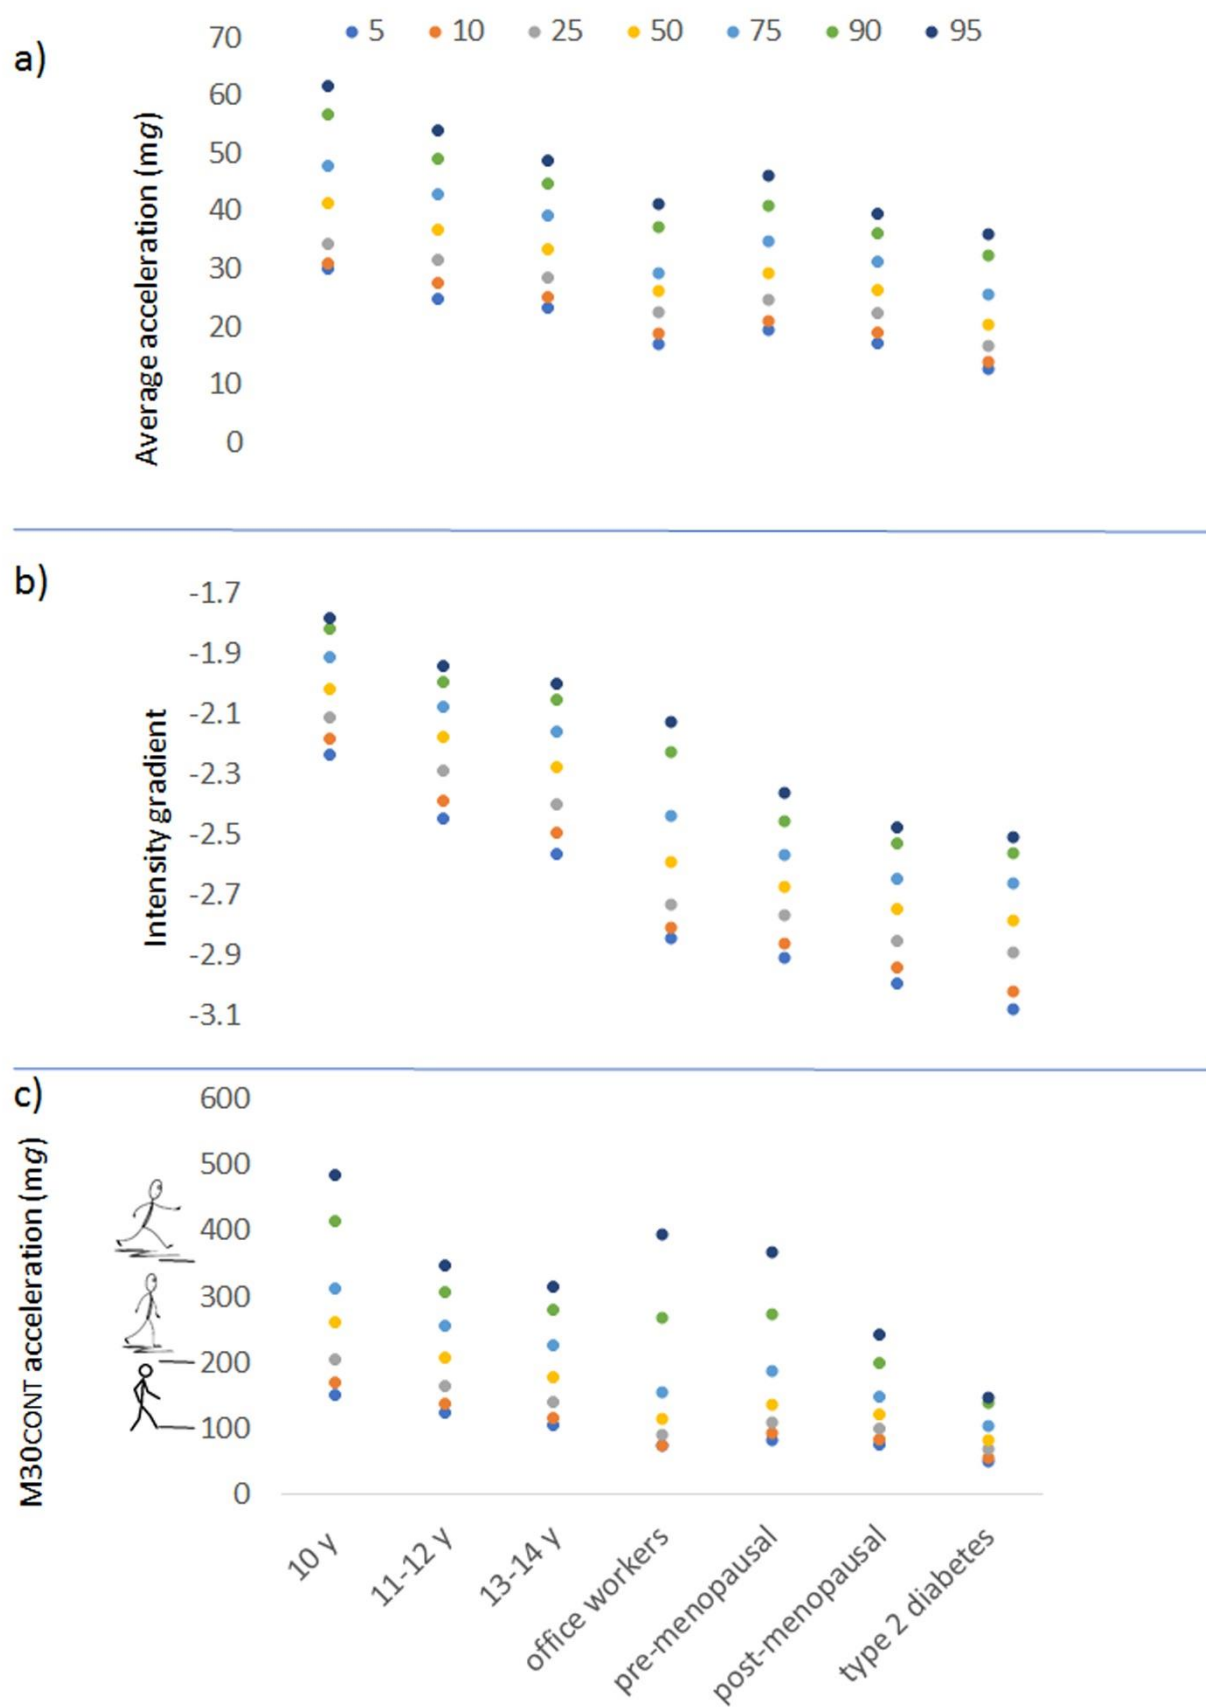 a)
5 10 25 50 75 90 95
Average acceleration (mg)
70
60
50
40
30
20
10
0
b)
Intensity gradient
-1.7
-1.9
-2.1
-2.3
-2.5
-2.7
-2.9
-3.1
c)
M30CONT acceleration (mg)
600
500
400
300
200
100
0
10 y
11-12 y
13-14 y
office workers
pre-menopausal
post-menopausal
type 2 diabetes